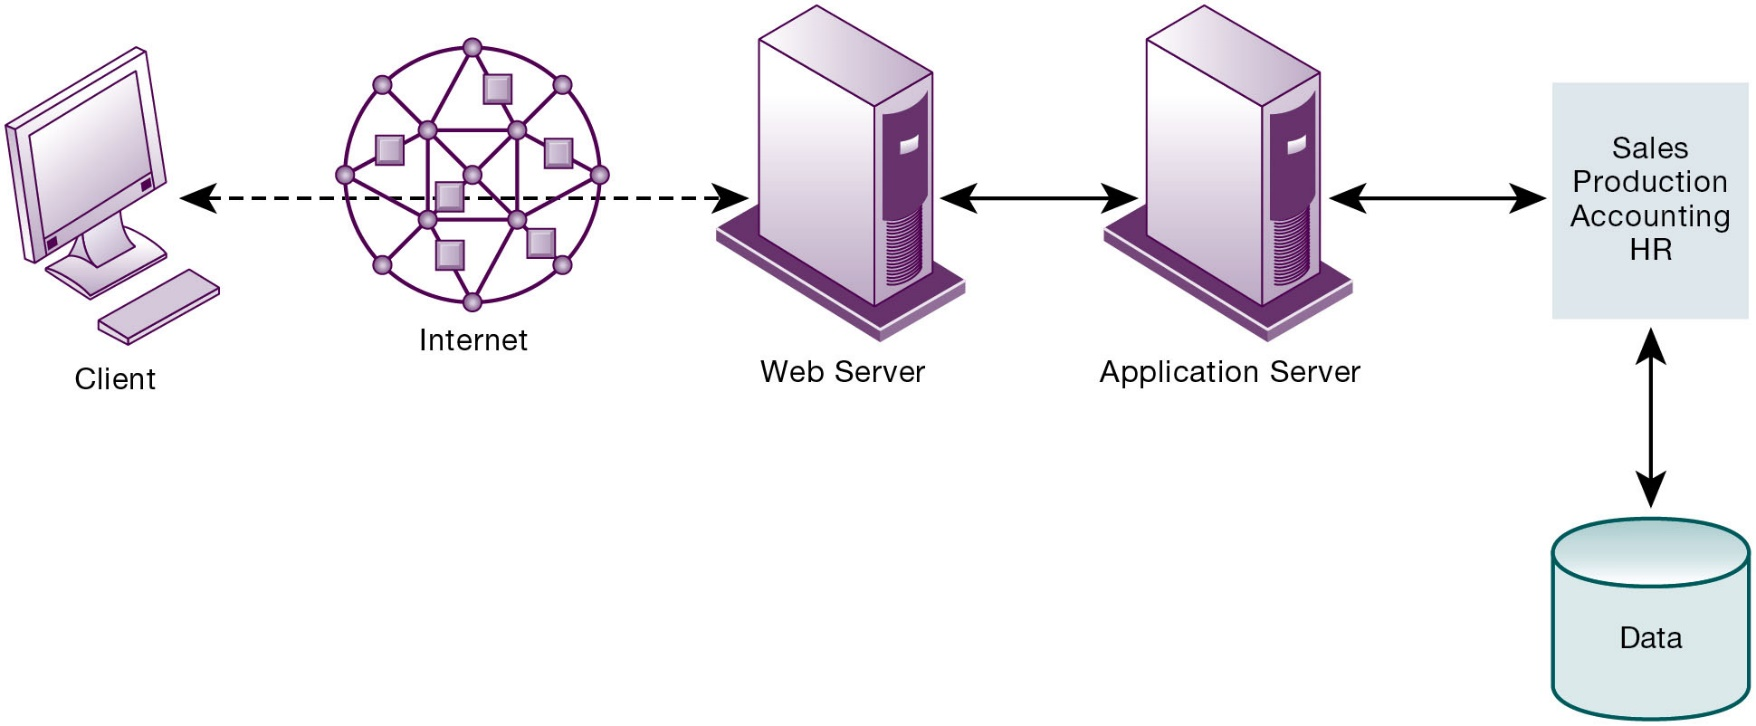 Client
Internet
Web Server
Application Server
Sales
Production
Accounting
HR
Data